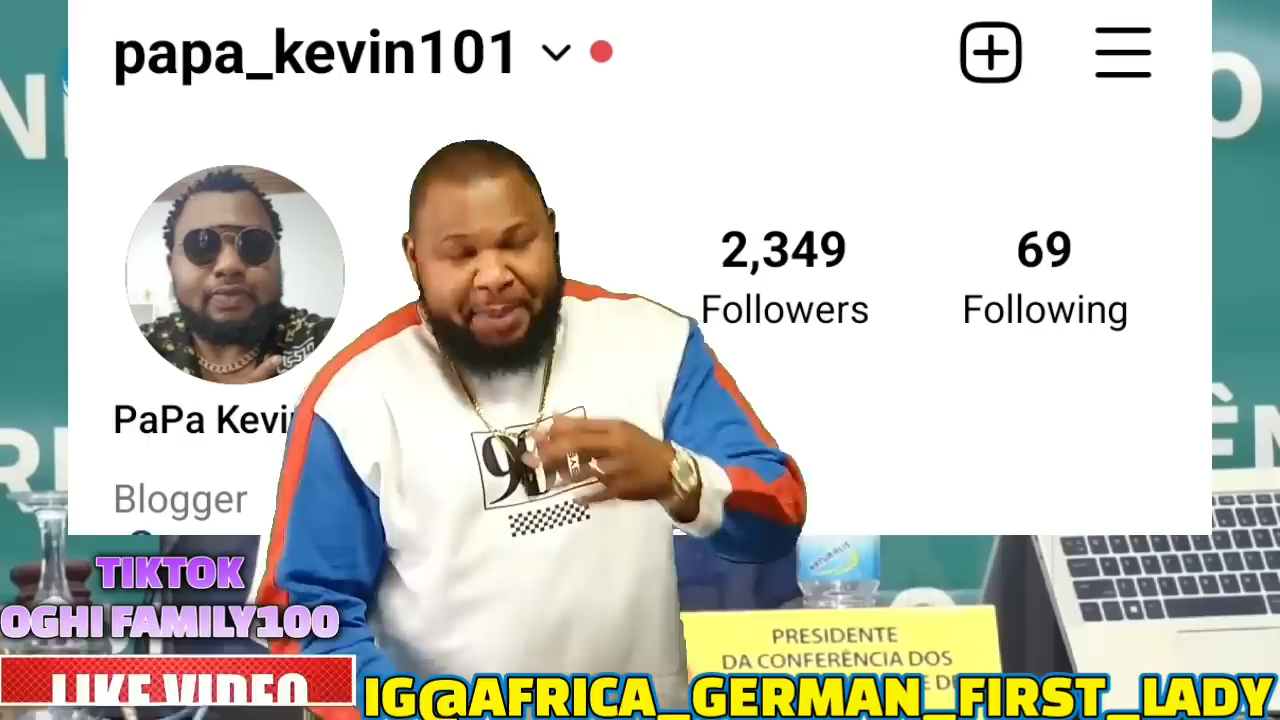 papa_kevin101
2,349
69
Followers
Following
PaPa Kevi
Blogger
TIKTOK
OGHI FAMILY100
LIKE VIDEO
PRESIDENTE
DA CONFERÊNCIA DOS
IG@AFRICA_GERMAN_FIRST_LADY